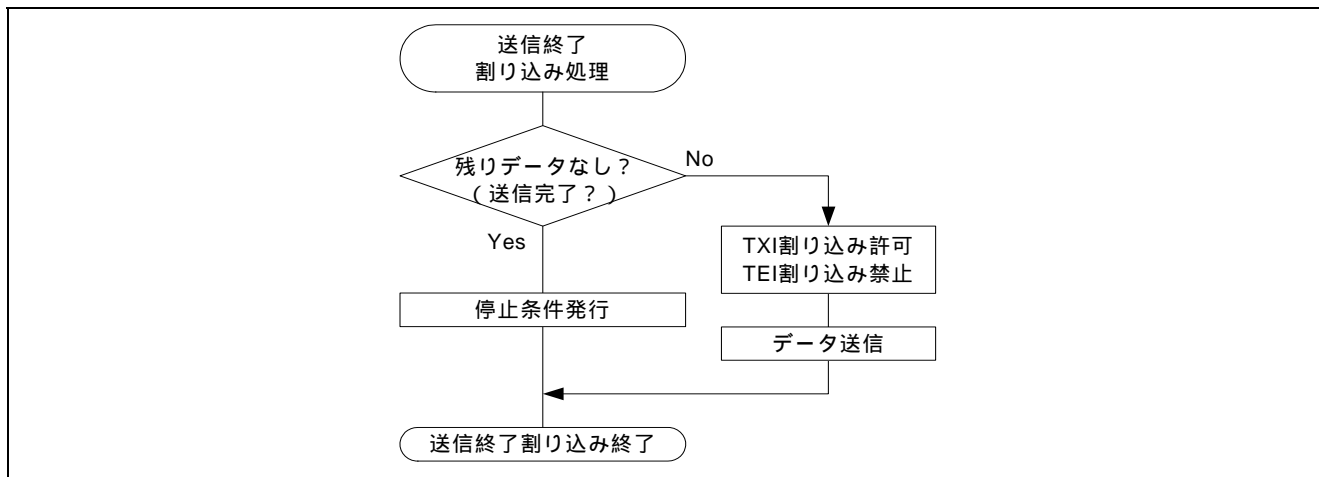 送信終了
割り込み処理
残りデータなし？
（送信完了？）
No
Yes
TXI割り込み許可
TEI割り込み禁止
停止条件発行
データ送信
送信終了割り込み終了